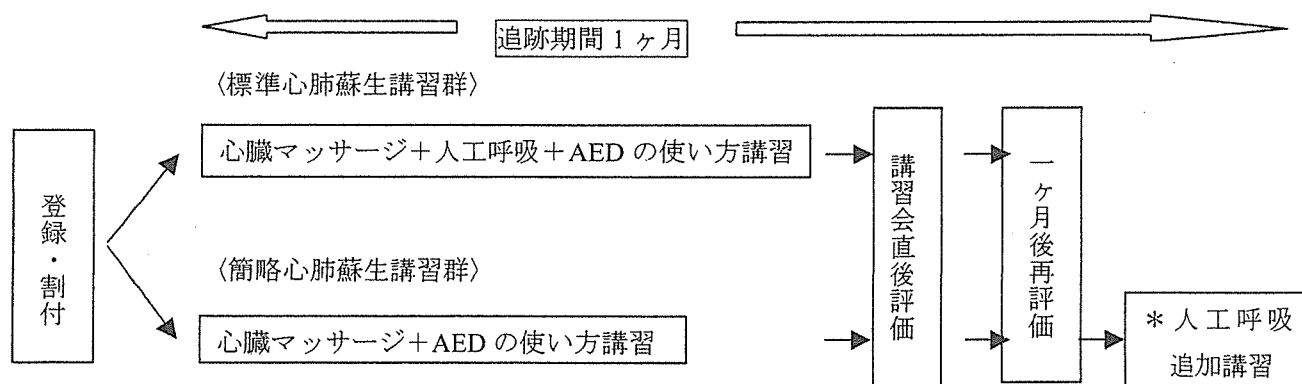 追跡期間1ヶ月
〈標準心肺蘇生講習群〉
心臓マッサージ＋人工呼吸＋AEDの使い方講習
登録・割付
〈簡略心肺蘇生講習群〉
心臓マッサージ＋AEDの使い方講習
講習会直後評価
一ヶ月後再評価
＊人工呼吸
追加講習